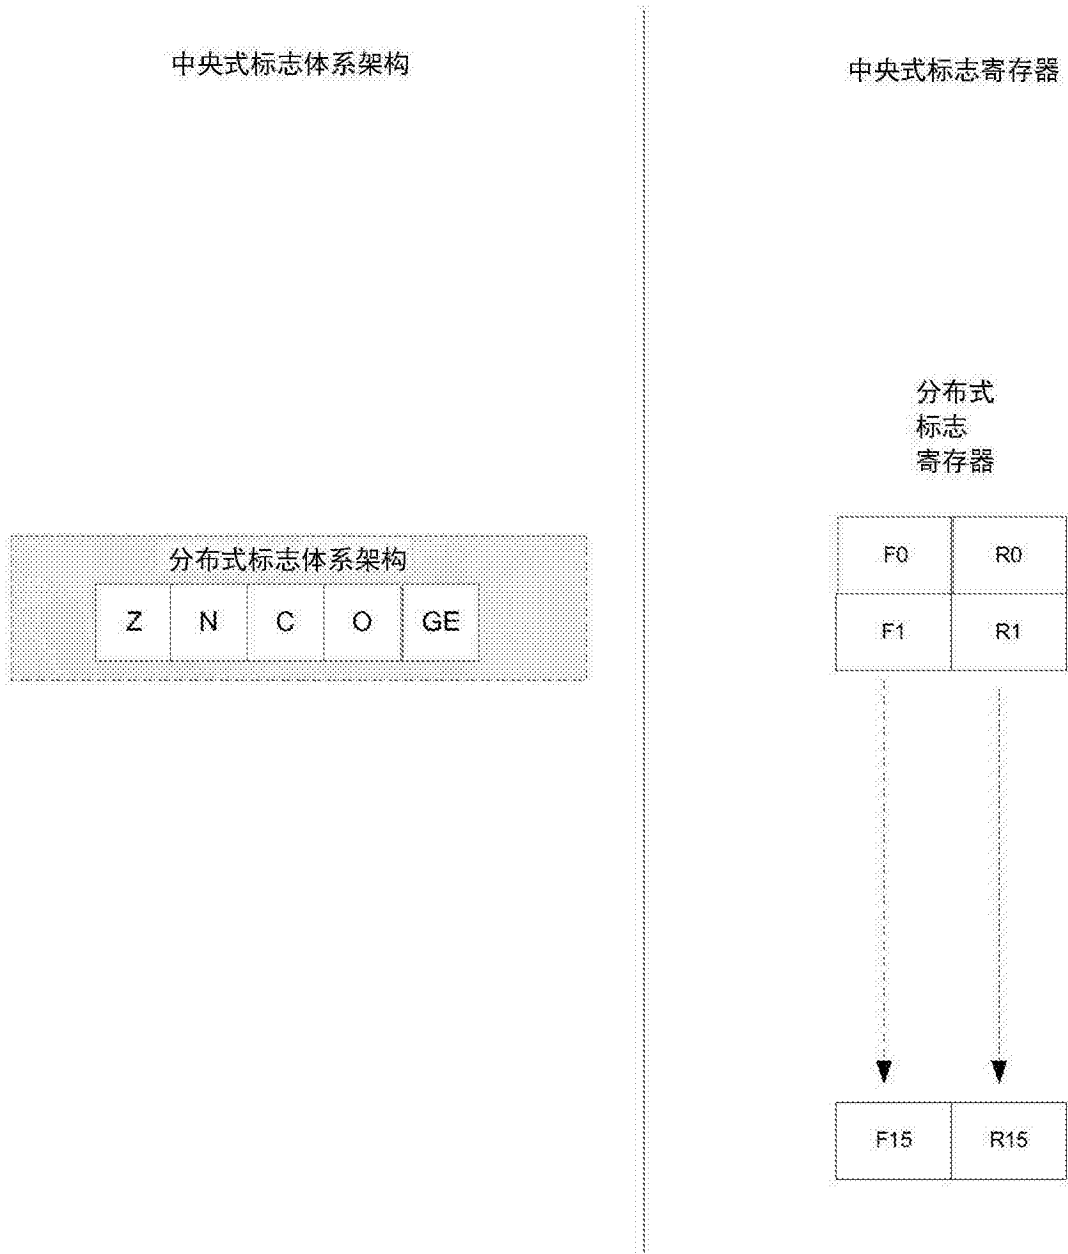 中央式标志体系架构
分布式标志体系架构
Z N C O GE
中央式标志寄存器
分布式
标志
寄存器
F0 R0
F1 R1
F15 R15